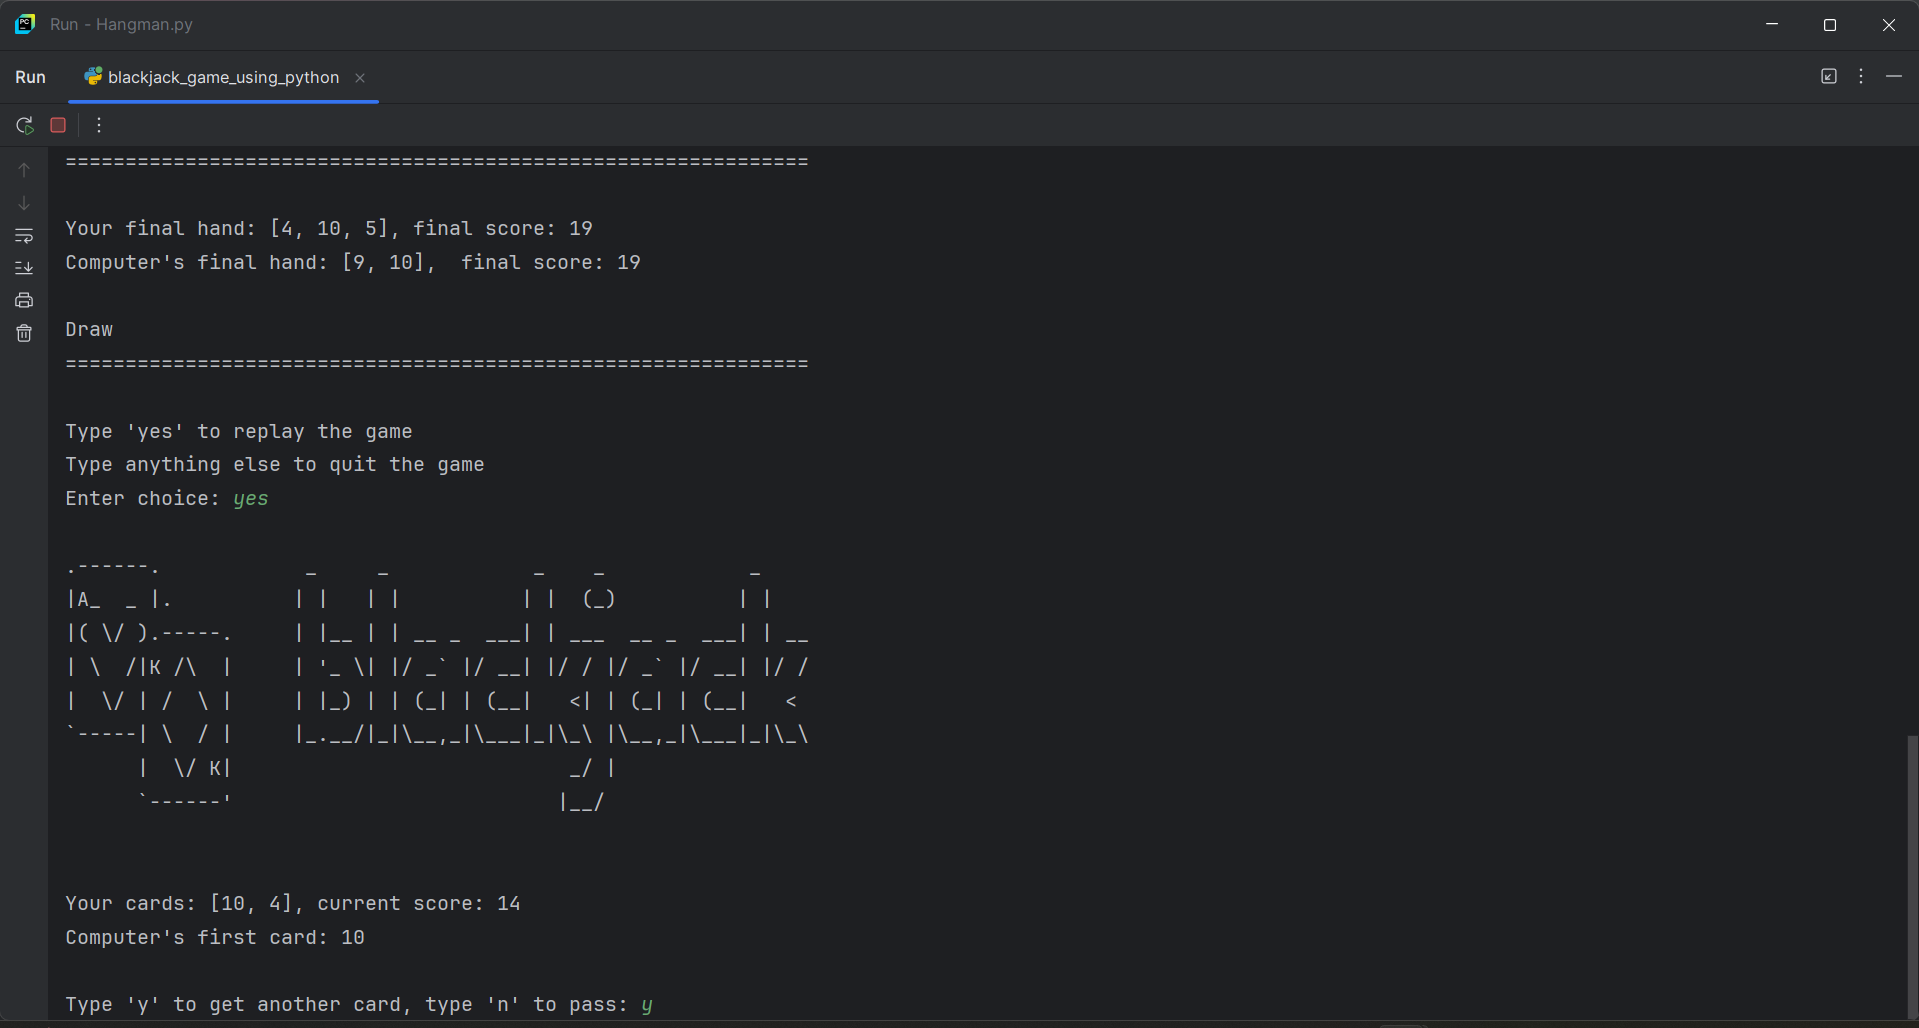 Run - Hangman.py
Run blackjack_game_using_python
==============================================================
Your final hand: [4, 10, 5], final score: 19
Computer's final hand: [9, 10],  final score: 19
Draw
==============================================================
Type 'yes' to replay the game
Type anything else to quit the game
Enter choice: yes
.------.            _     _             _    _            _
|A_  _ |.          | |   | |          | |  (_)          | |
|( \/ ).-----.     | |__ | | __ _  ___| | ___  __ _  ___| | __
| \  /|K /\  |     | '_ \| |/ _` |/ __| |/ / |/ _` |/ __| |/ /
|  \/ | /  \ |     | |_) | | (_| | (__|   <| | (_| | (__|   <
`-----| \  / |     |_.__/|_|\__,_|\___|_|\_\ |\__,_|\___|_|\_\
      |  \/ K|                            _/ |
      `------'                           |__/
Your cards: [10, 4], current score: 14
Computer's first card: 10
Type 'y' to get another card, type 'n' to pass: y